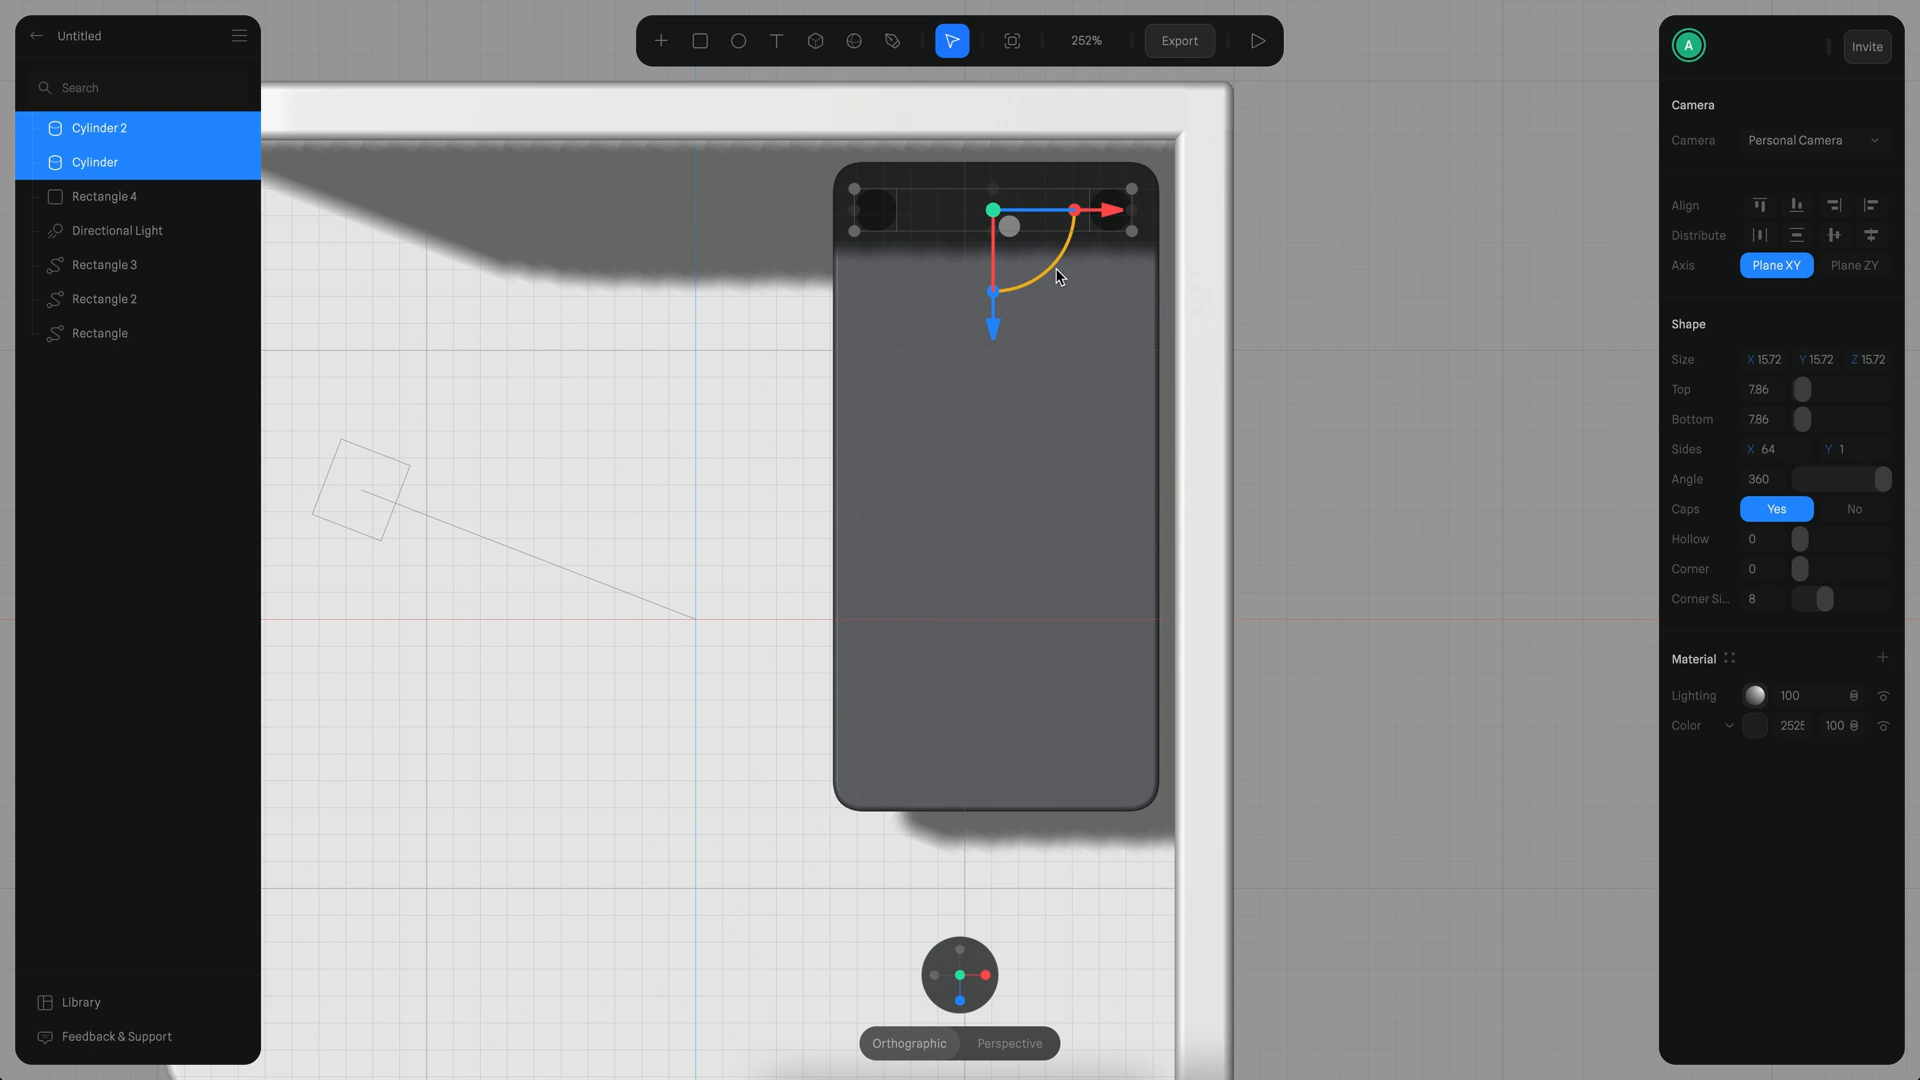 Untitled
Search
Cylinder 2
Cylinder
Rectangle 4
Directional Light
Rectangle 3
Rectangle 2
Rectangle
Library
Feedback & Support
252%
Export
Orthographic
Perspective
A
Invite
Camera
Camera Personal Camera
Align
Distribute
Axis Plane XY Plane ZY
Shape
Size X 15.72 Y 15.72 Z 15.72
Top 7.86
Bottom 7.86
Sides X 64 Y 1
Angle 360
Caps Yes No
Hollow 0
Corner 0
Corner Si... 8
Material
Lighting 100
Color 252E 100